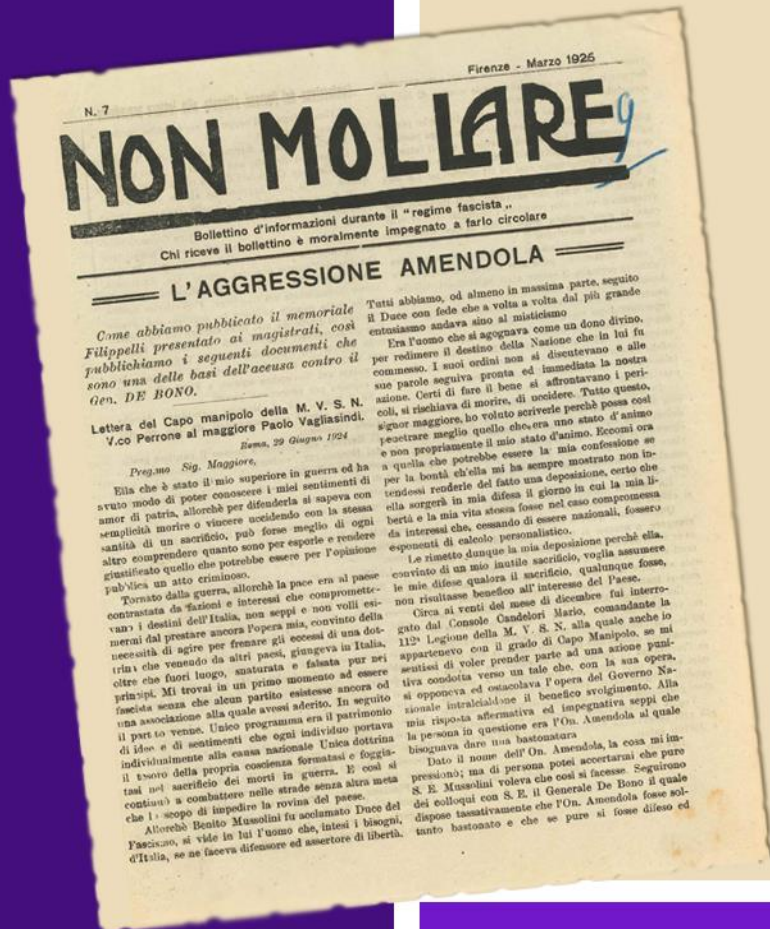 N. 7
Firenze - Marzo 1925
NON MOLLARE
9
Bollettino d'informazioni durante il "regime fascista„
Chi riceve il bollettino è moralmente impegnato a farlo circolare
L'AGGRESSIONE AMENDOLA
Come abbiamo pubbticato il memoriale
Filippelli presentato ai magistrati, così
pubblichiamo i seguenti documenti che
sono una delle basi dell'aceusa contro il
Gen. DE BONO.
Lettera del Capo manipolo della M. V. S. N.
V.co Perrone al maggiore Paolo Vagliasindi.
Roma, 29 Giugno 1924
Preg.mo Sig. Maggiore,
Ella che è stato il mio superiore in guerra ed ha
avuto modo di poter conoscere i miei sentimenti di
amor di patria, allorchè per difenderla si sapeva con
semplicità morire o vincere uccidendo con la stessa
santità di un sacrificio, può forse meglio di ogni
altro comprendere quanto sono per esporle e rendere
giustificato quello che potrebbe essere per l'opinione
pubblica un atto criminoso.
Tornato dalla guerra, allorchè la pace era al paese
contrastata da fazioni e interessi che compromette-
vano i destini dell'Italia, non seppi e non volli esi-
mermi dal prestare ancora l'opera mia, convinto della
necessità di agire per frenare gli eccessi di una dot-
trina che venendo da altri paesi, giungeva in Italia,
oltre che fuori luogo, snaturata e falsata pur nei
principi. Mi trovai in un primo momento ad essere
fascista senza che alcun partito esistesse ancora od
una associazione alla quale avessi aderito. In seguito
il partito venne. Unico programma era il patrimonio
di idee e di sentimenti che ogni individuo portava
individualmente alla causa nazionale Unica dottrina
il tesoro della propria coscienza formatasi e foggia-
tasi nel sacrificio dei morti in guerra. E così si
continuò a combattere nelle strade senza altra meta
che lo scopo di impedire la rovina del paese.
Allorchè Benito Mussolini fu acclamato Duce del
Fascismo, si vide in lui l'uomo che, intesi i bisogni,
d'Italia, se ne faceva difensore ed assertore di libertà.
Tutti abbiamo, od almeno in massima parte, seguito
il Duce con fede che a volta a volta dal più grande
entusiasmo andava sino al misticismo
Era l'uomo che si agognava come un dono divino,
per redimere il destino della Nazione che in lui fu
commesso. I suoi ordini non si discutevano e alle
sue parole seguiva pronta ed immediata la nostra
azione. Certi di fare il bene si affrontavano i peri-
coli, si rischiava di morire, di uccidere. Tutto questo,
signor maggiore, ho voluto scriverle perchè possa così
penetrare meglio quello che era uno stato d'animo
e non propriamente il mio stato d'animo. Eccomi ora
a quella che potrebbe essere la mia confessione se
per la bontà ch'ella mi ha sempre mostrato non in-
tendessi renderle del fatto una deposizione, certo che
ella sorgerà in mia difesa il giorno in cui la mia li-
bertà e la mia vita stessa fosse nel caso compromessa
da interessi che, cessando di essere nazionali, fossero
esponenti di calcolo personalistico.
Le rimetto dunque la mia deposizione perchè ella,
convinto di un mio inutile sacrificio, voglia assumere
le mie difese qualora il sacrificio, qualunque fosse,
non risultasse benefico all'interesse del Paese.
Circa ai venti del mese di dicembre fui interro-
gato dal Console Candelori Mario, comandante la
112ª Legione della M. V. S. N. alla quale anche io
appartenevo con il grado di Capo Manipolo, se mi
sentissi di voler prender parte ad una azione puni-
tiva condotta verso un tale che, con la sua opera,
si opponeva ed ostacolava l'opera del Governo Na-
zionale intralciandone il benefico svolgimento. Alla
mia risposta affermativa ed impegnativa seppi che
la persona in questione era l'On. Amendola al quale
bisognava dare una bastonatura
Dato il nome dell'On. Amendola, la cosa mi im-
pressionò; ma di persona potei accertarmi che pure
S. E. Mussolini voleva che così si facesse. Seguirono
dei colloqui con S. E. il Generale De Bono il quale
dispose tassativamente che l'On. Amendola fosse sol-
tanto bastonato e che se pure si fosse difeso ed